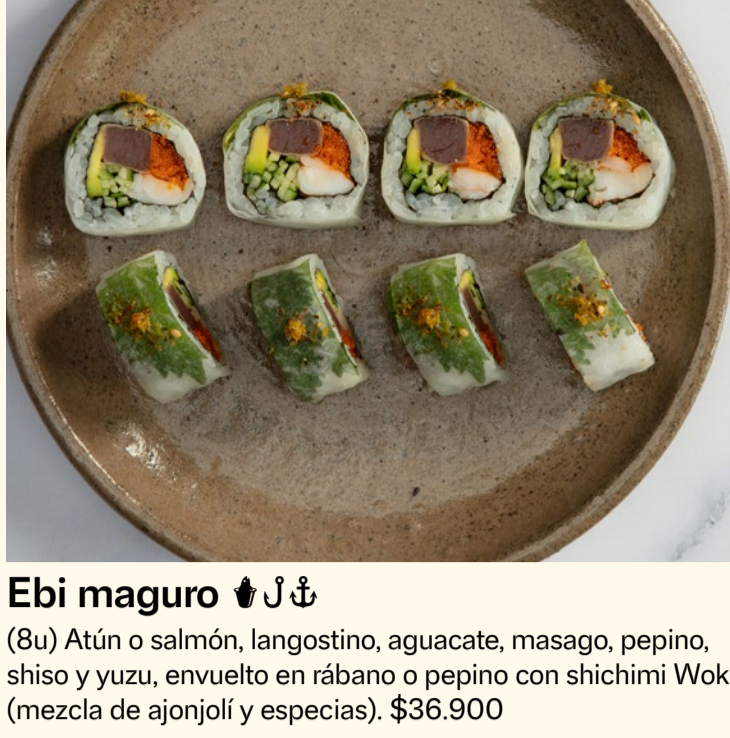 Ebi maguro
(8u) Atún o salmón, langostino, aguacate, masago, pepino,
shiso y yuzu, envuelto en rábano o pepino con shichimi Wok
(mezcla de ajonjolí y especias). $36.900